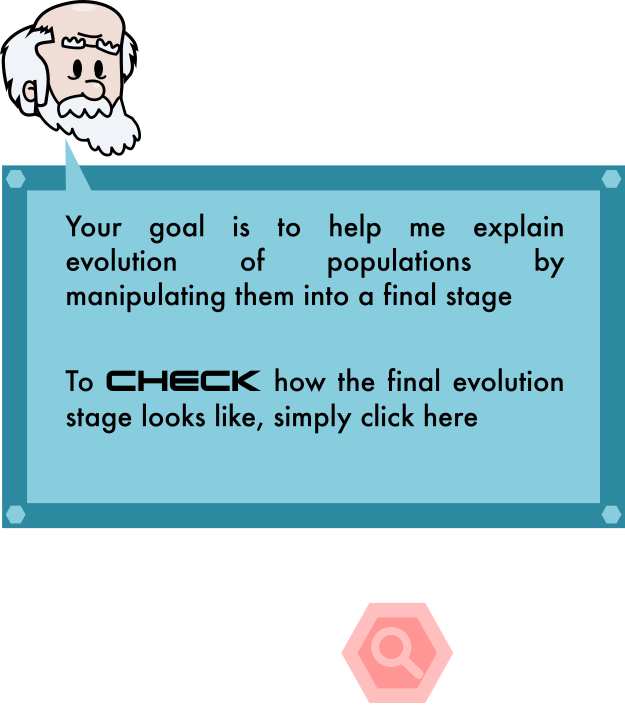 Your goal is to help me explain
evolution of populations by
manipulating them into a final stage
To CHECK how the final evolution
stage looks like, simply click here